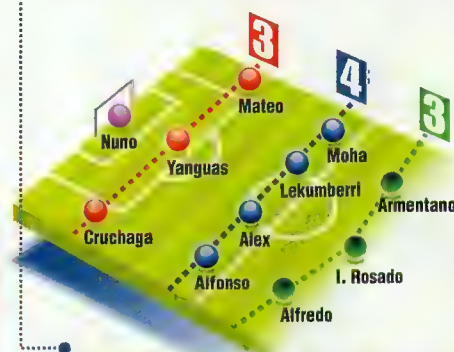 3
Mateo
Nuno
Yanguas
Cruchaga
4
Moha
Lekumberri
Alex
Alfonso
3
Armentano
I. Rosado
Alfredo